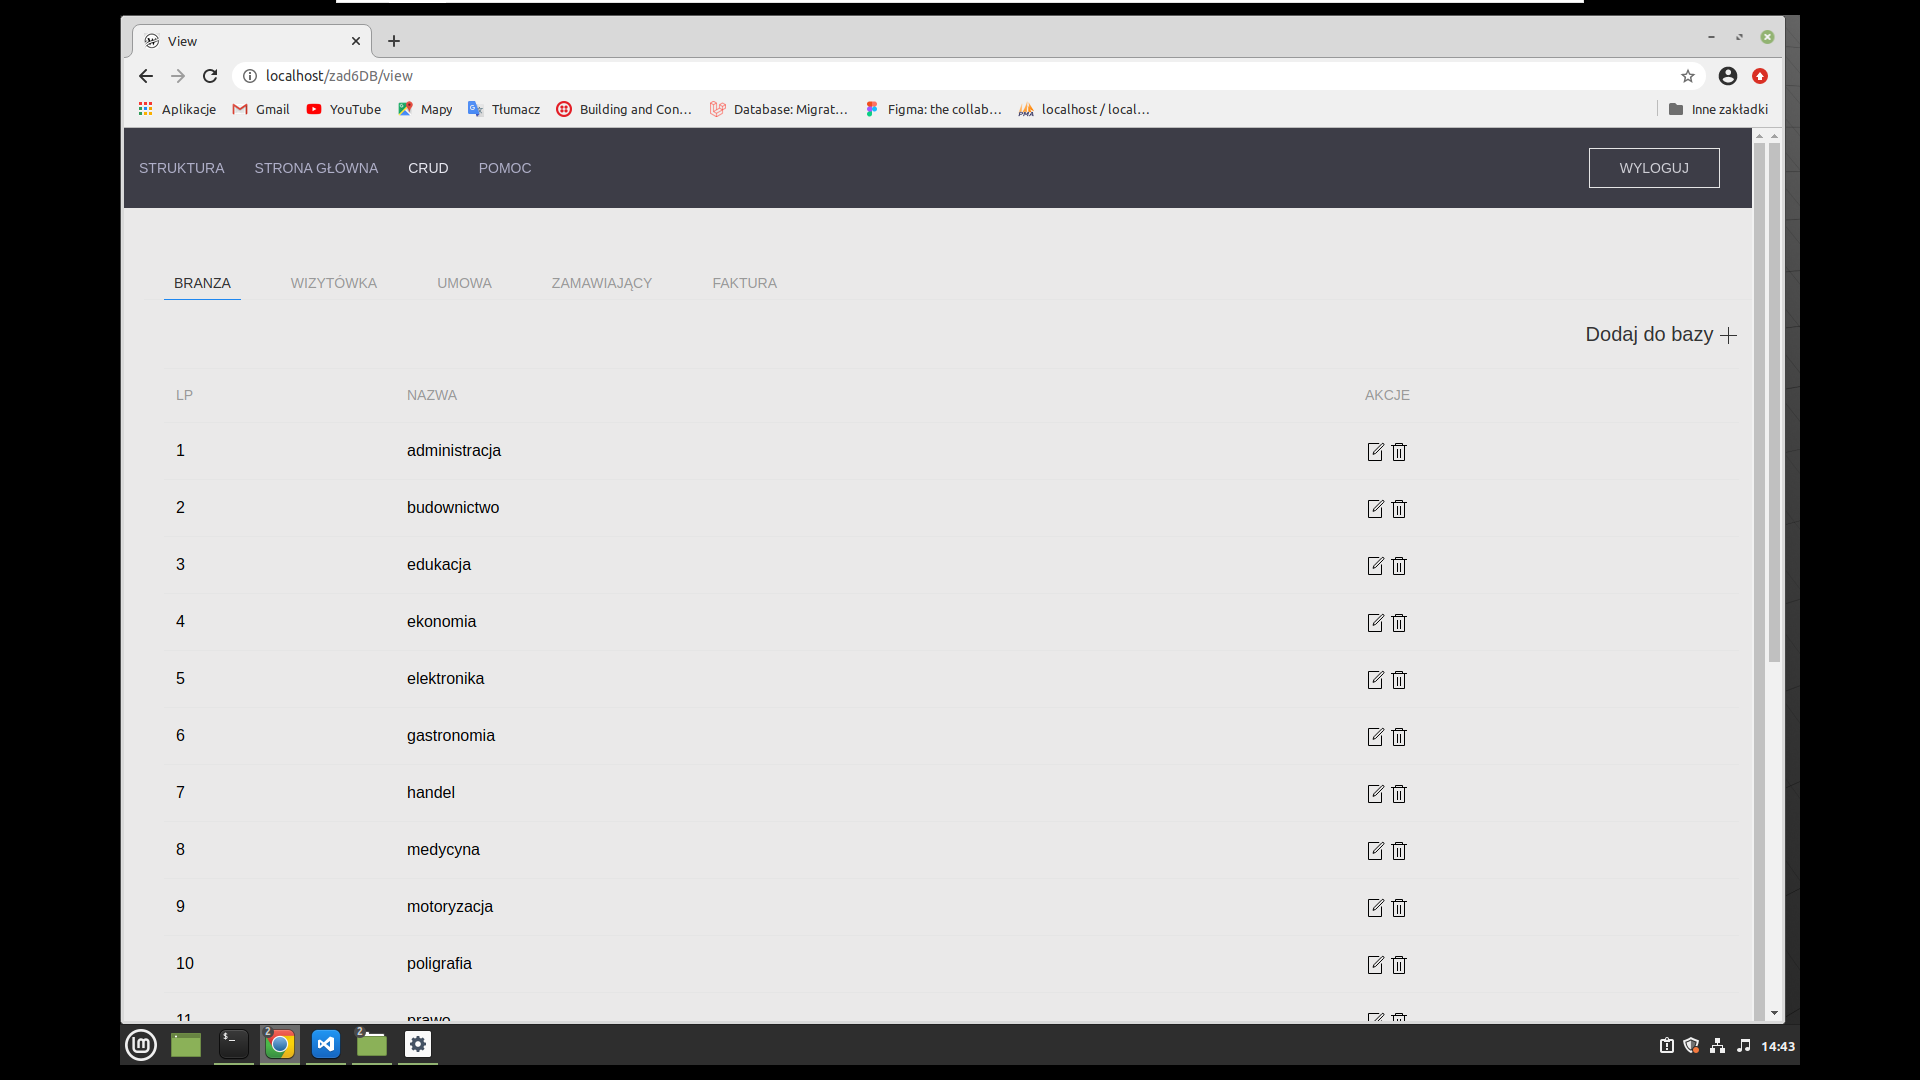 View
localhost/zad6DB/view
Aplikacje Gmail YouTube Mapy Tłumacz Building and Con... Database: Migrat... Figma: the collab... localhost / local... Inne zakładki
STRUKTURA STRONA GŁÓWNA CRUD POMOC WYLOGUJ
BRANZA WIZYTÓWKA UMOWA ZAMAWIAJĄCY FAKTURA
Dodaj do bazy
LP NAZWA AKCJE
1 administracja
2 budownictwo
3 edukacja
4 ekonomia
5 elektronika
6 gastronomia
7 handel
8 medycyna
9 motoryzacja
10 poligrafia
11 prawo
2 2 14:43